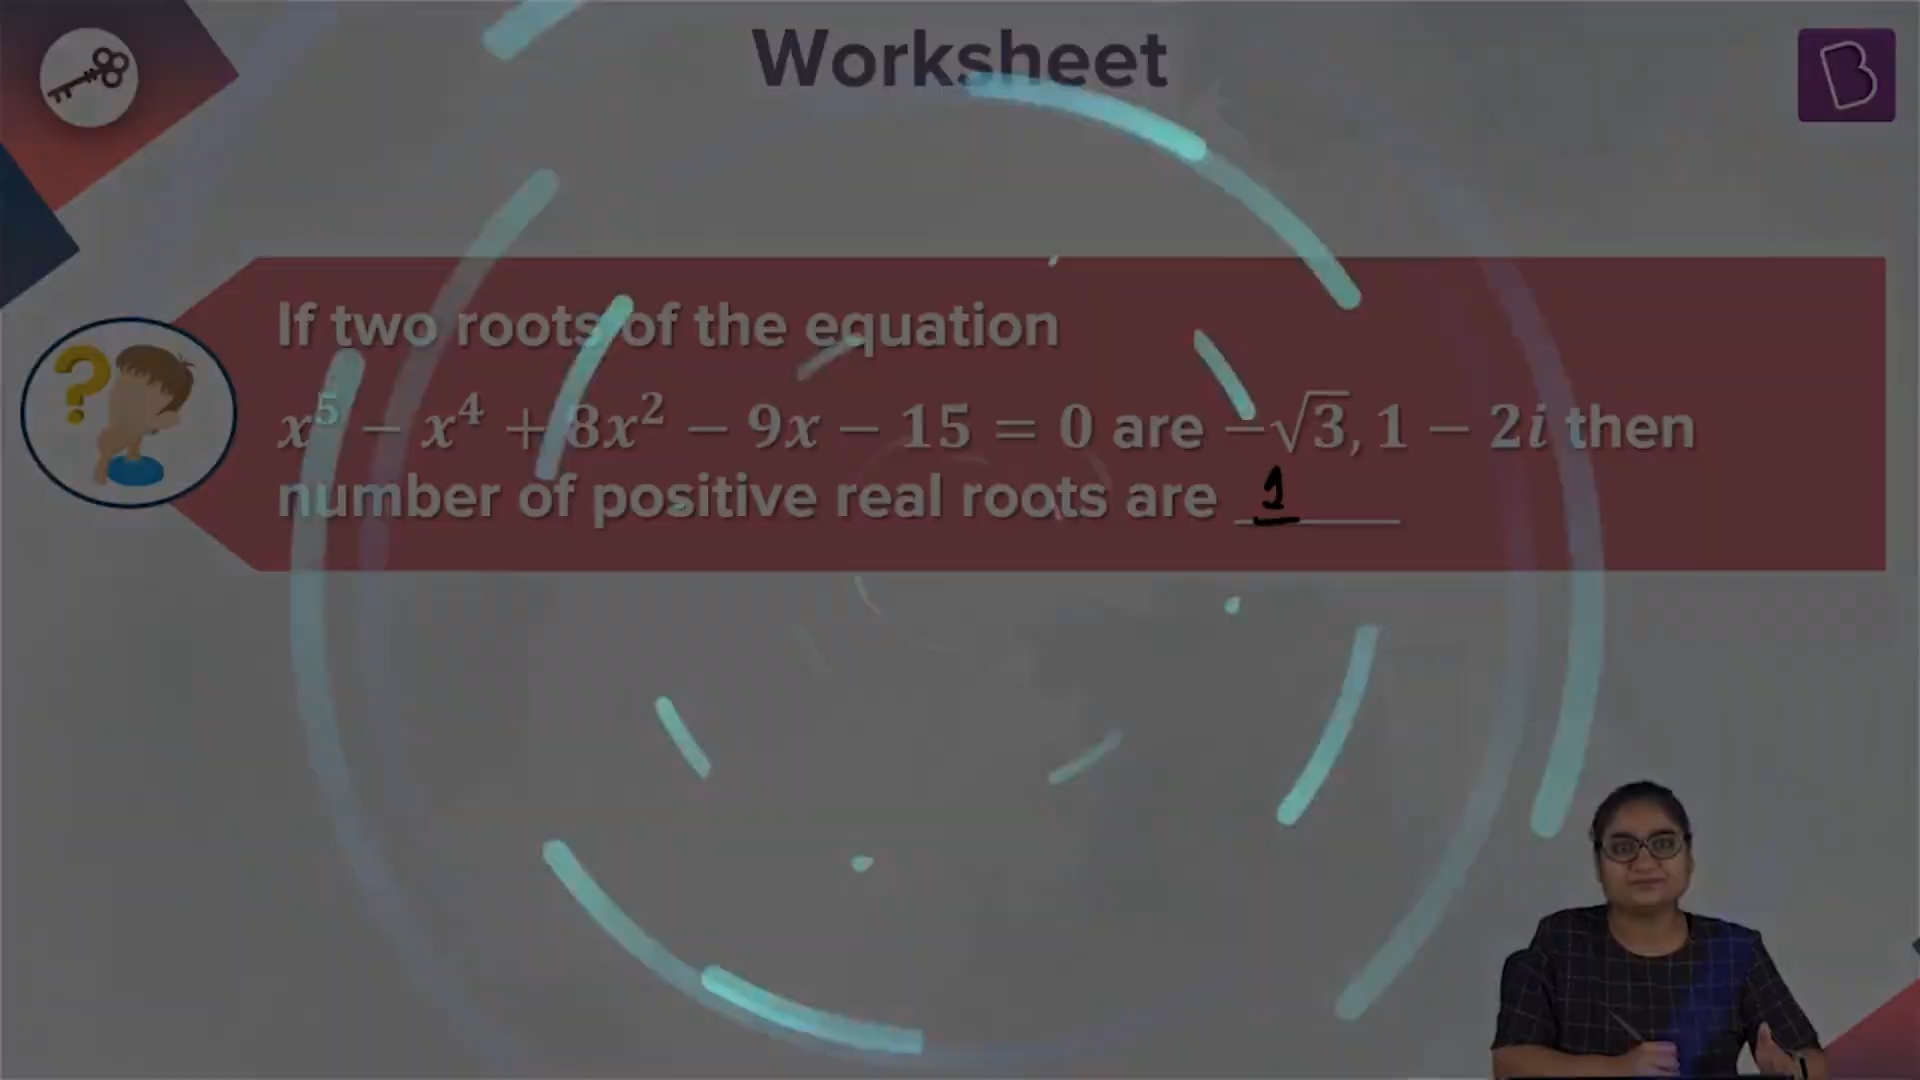 Worksheet
B
?
If two roots of the equation
x⁵ − x⁴ + 8x² − 9x − 15 = 0 are −√3, 1 − 2i then
number of positive real roots are 1